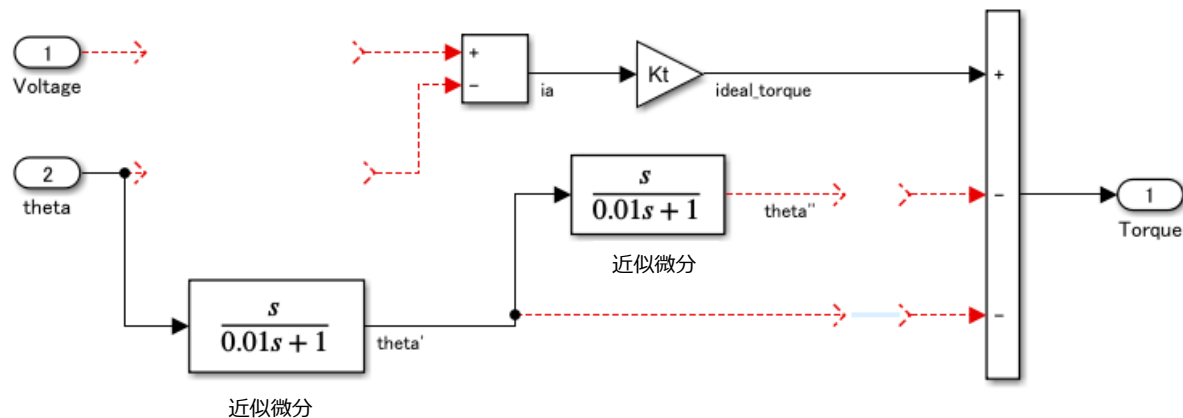 1
Voltage
+
−
ia
Kt
ideal_torque
+
2
theta
s
0.01s + 1
theta''
近似微分
−
1
Torque
s
0.01s + 1
theta'
近似微分
−